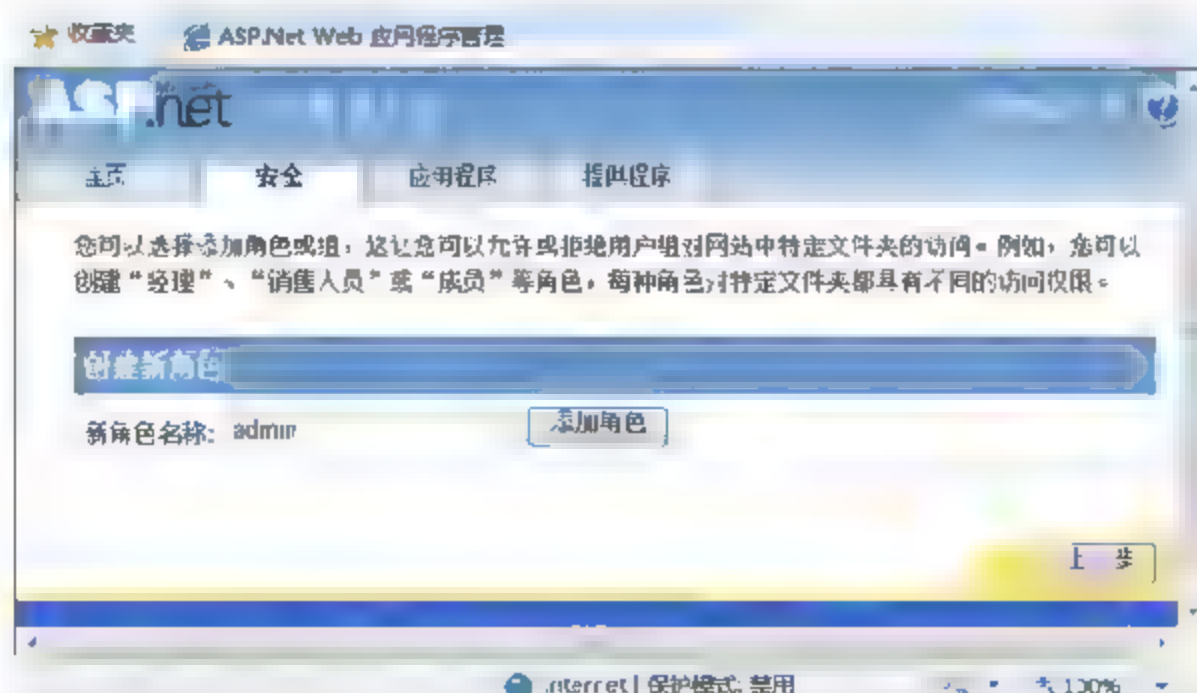 收藏夹 ASP.Net Web 应用程序管理
ASP.net
主页 安全 应用程序 提供程序
您可以选择添加角色或组，这让您可以允许或拒绝用户组对网站中特定文件夹的访问。例如，您可以
创建“经理”、“销售人员”或“成员”等角色，每种角色对特定文件夹都具有不同的访问权限。
创建新角色
新角色名称: admin 添加角色
上一步
Internet | 保护模式: 禁用 100%